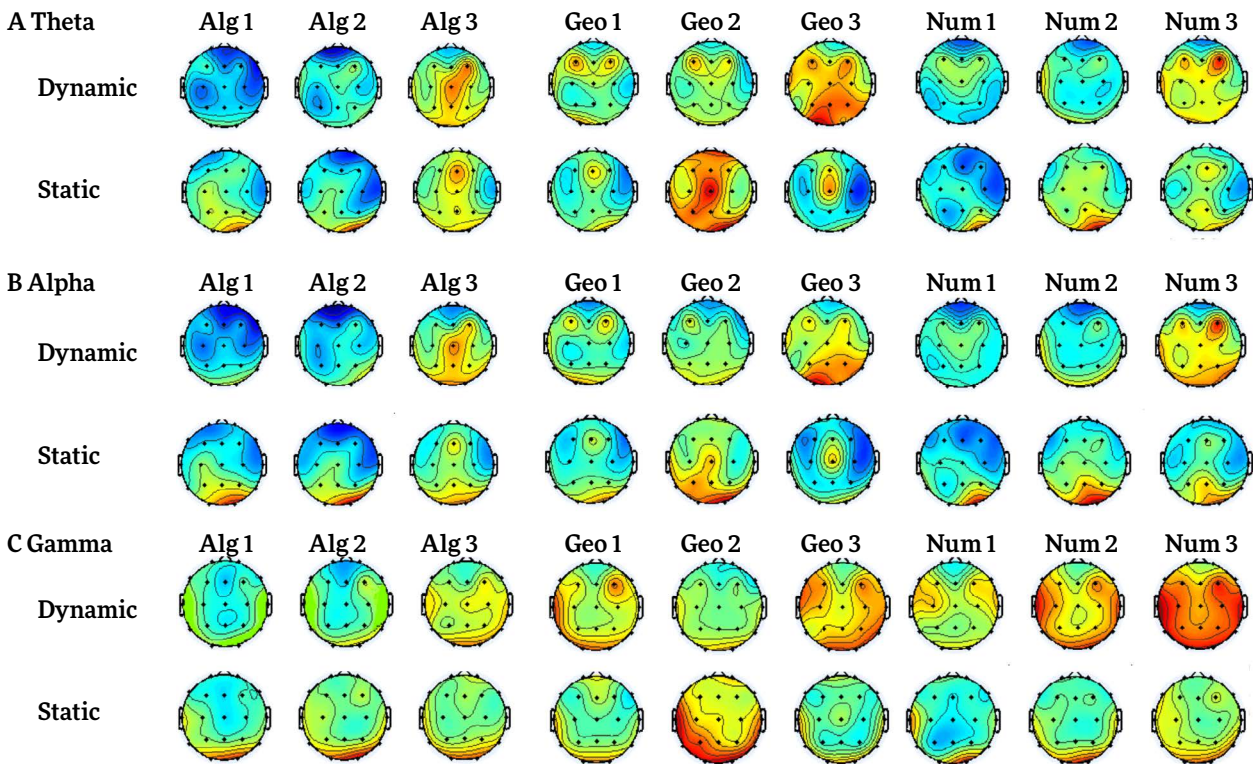 A Theta Alg 1 Alg 2 Alg 3 Geo 1 Geo 2 Geo 3 Num 1 Num 2 Num 3
Dynamic
Static
B Alpha Alg 1 Alg 2 Alg 3 Geo 1 Geo 2 Geo 3 Num 1 Num 2 Num 3
Dynamic
Static
C Gamma Alg 1 Alg 2 Alg 3 Geo 1 Geo 2 Geo 3 Num 1 Num 2 Num 3
Dynamic
Static